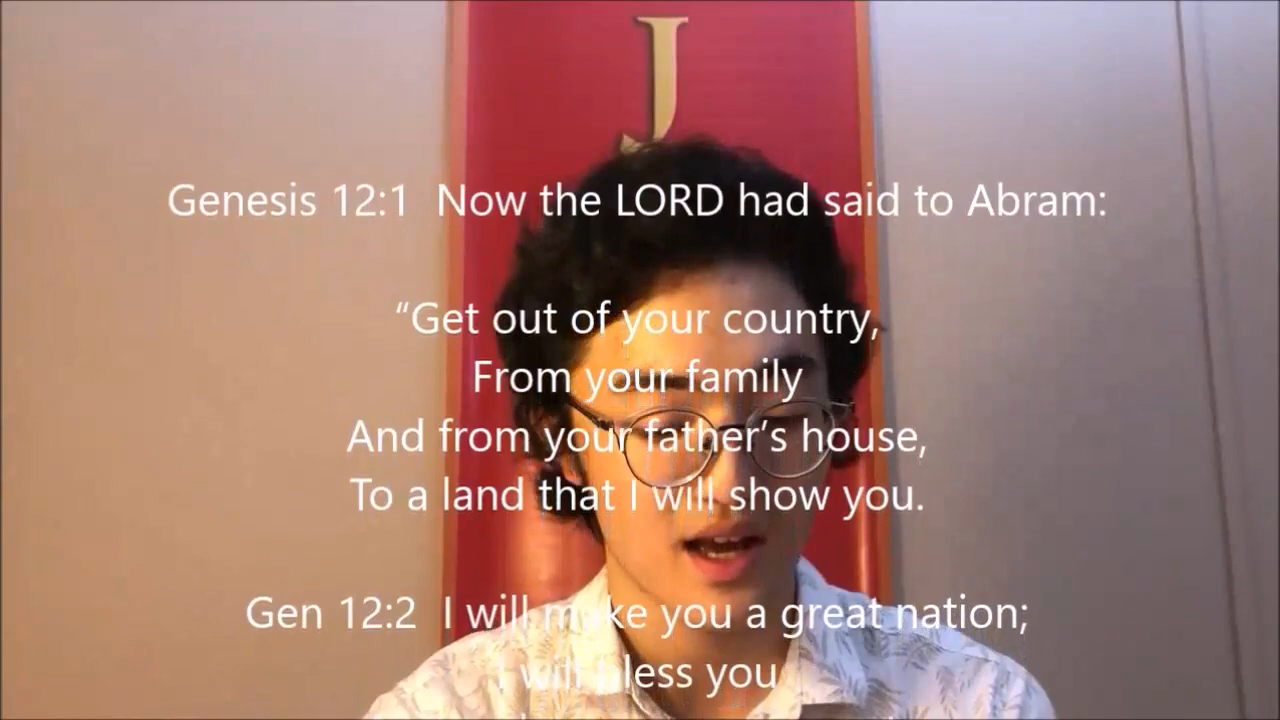 J
Genesis 12:1 Now the LORD had said to Abram:
“Get out of your country,
From your family
And from your father’s house,
To a land that I will show you.
Gen 12:2 I will make you a great nation;
I will bless you